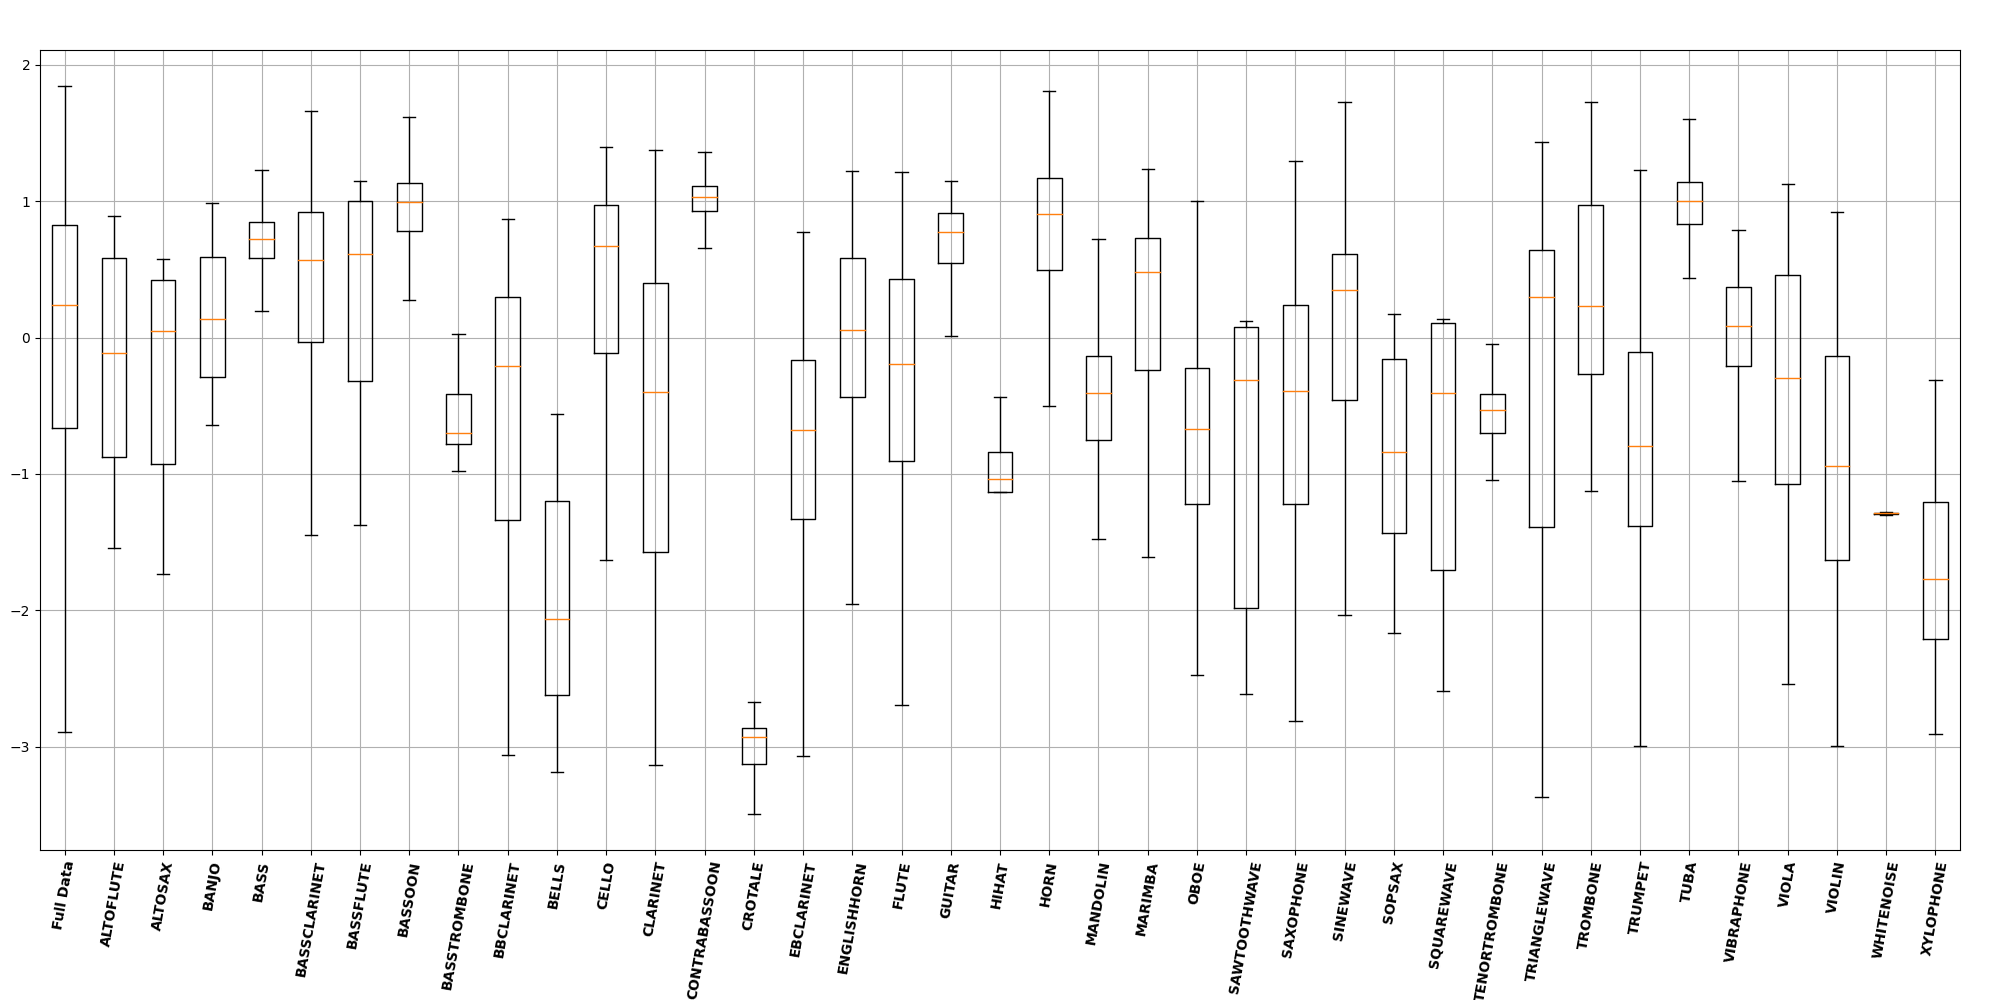 2
1
0
−1
−2
−3
Full Data
ALTOFLUTE
ALTOSAX
BANJO
BASS
BASSCLARINET
BASSFLUTE
BASSOON
BASSTROMBONE
BBCLARINET
BELLS
CELLO
CLARINET
CONTRABASSOON
CROTALE
EBCLARINET
ENGLISHHORN
FLUTE
GUITAR
HIHAT
HORN
MANDOLIN
MARIMBA
OBOE
SAWTOOTHWAVE
SAXOPHONE
SINEWAVE
SOPSAX
SQUAREWAVE
TENORTROMBONE
TRIANGLEWAVE
TROMBONE
TRUMPET
TUBA
VIBRAPHONE
VIOLA
VIOLIN
WHITENOISE
XYLOPHONE